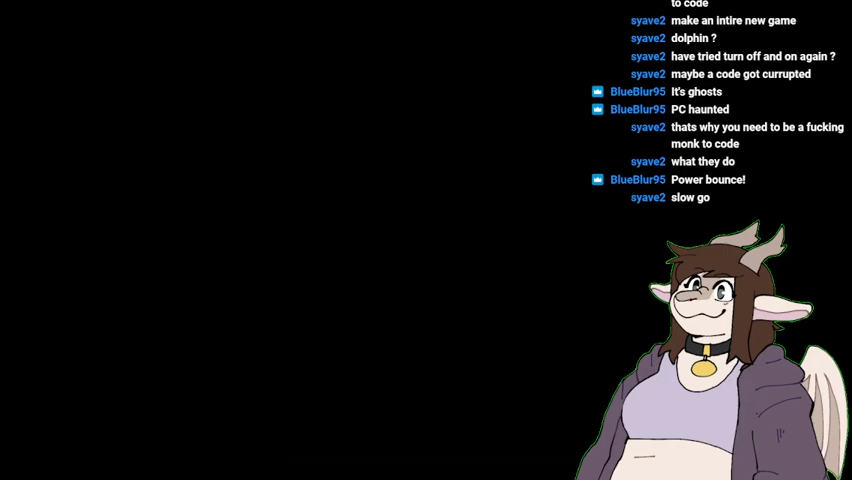 to code
syave2 make an intire new game
syave2 dolphin ?
syave2 have tried turn off and on again ?
syave2 maybe a code got currupted
BlueBlur95 It's ghosts
BlueBlur95 PC haunted
syave2 thats why you need to be a fucking
monk to code
syave2 what they do
BlueBlur95 Power bounce!
syave2 slow go